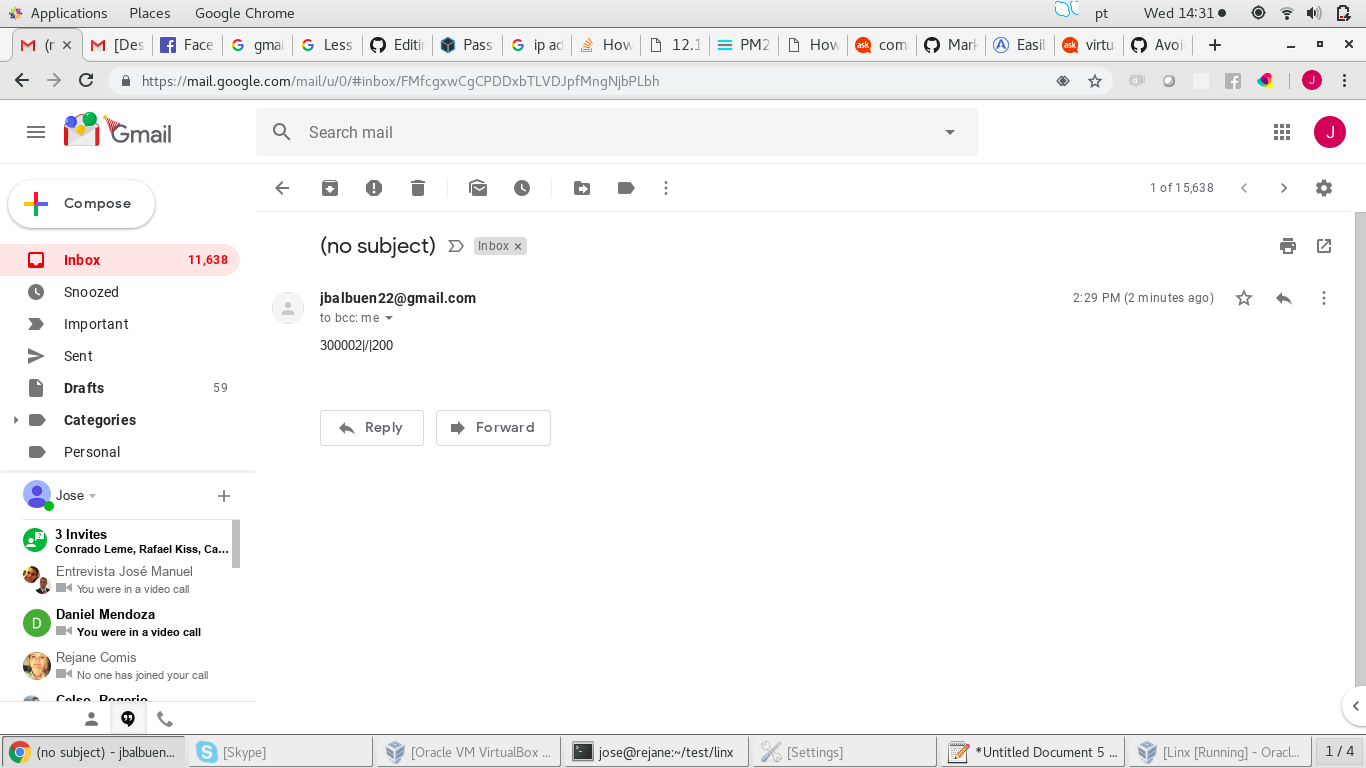 Applications Places Google Chrome pt Wed 14:31
(r [Des Face gmai Less Editi Pass ip ad How 12.1 PM2 How com Mark Easil virtu Avoi
https://mail.google.com/mail/u/0/#inbox/FMfcgxwCgCPDDxbTLVDJpfMngNjbPLbh J
Gmail Search mail J
Compose 1 of 15,638
(no subject) Inbox x
Inbox 11,638
Snoozed jbalbuen22@gmail.com 2:29 PM (2 minutes ago)
to bcc: me
Important
300002|/|200
Sent
Drafts 59
Categories Reply Forward
Personal
Jose
3 Invites
Conrado Leme, Rafael Kiss, Ca...
Entrevista José Manuel
You were in a video call
D Daniel Mendoza
You were in a video call
Rejane Comis
No one has joined your call
Celso, Rogerio
(no subject) - jbalbuen... [Skype] [Oracle VM VirtualBox ... jose@rejane:~/test/linx [Settings] *Untitled Document 5 ... [Linx [Running] - Orac... 1 / 4